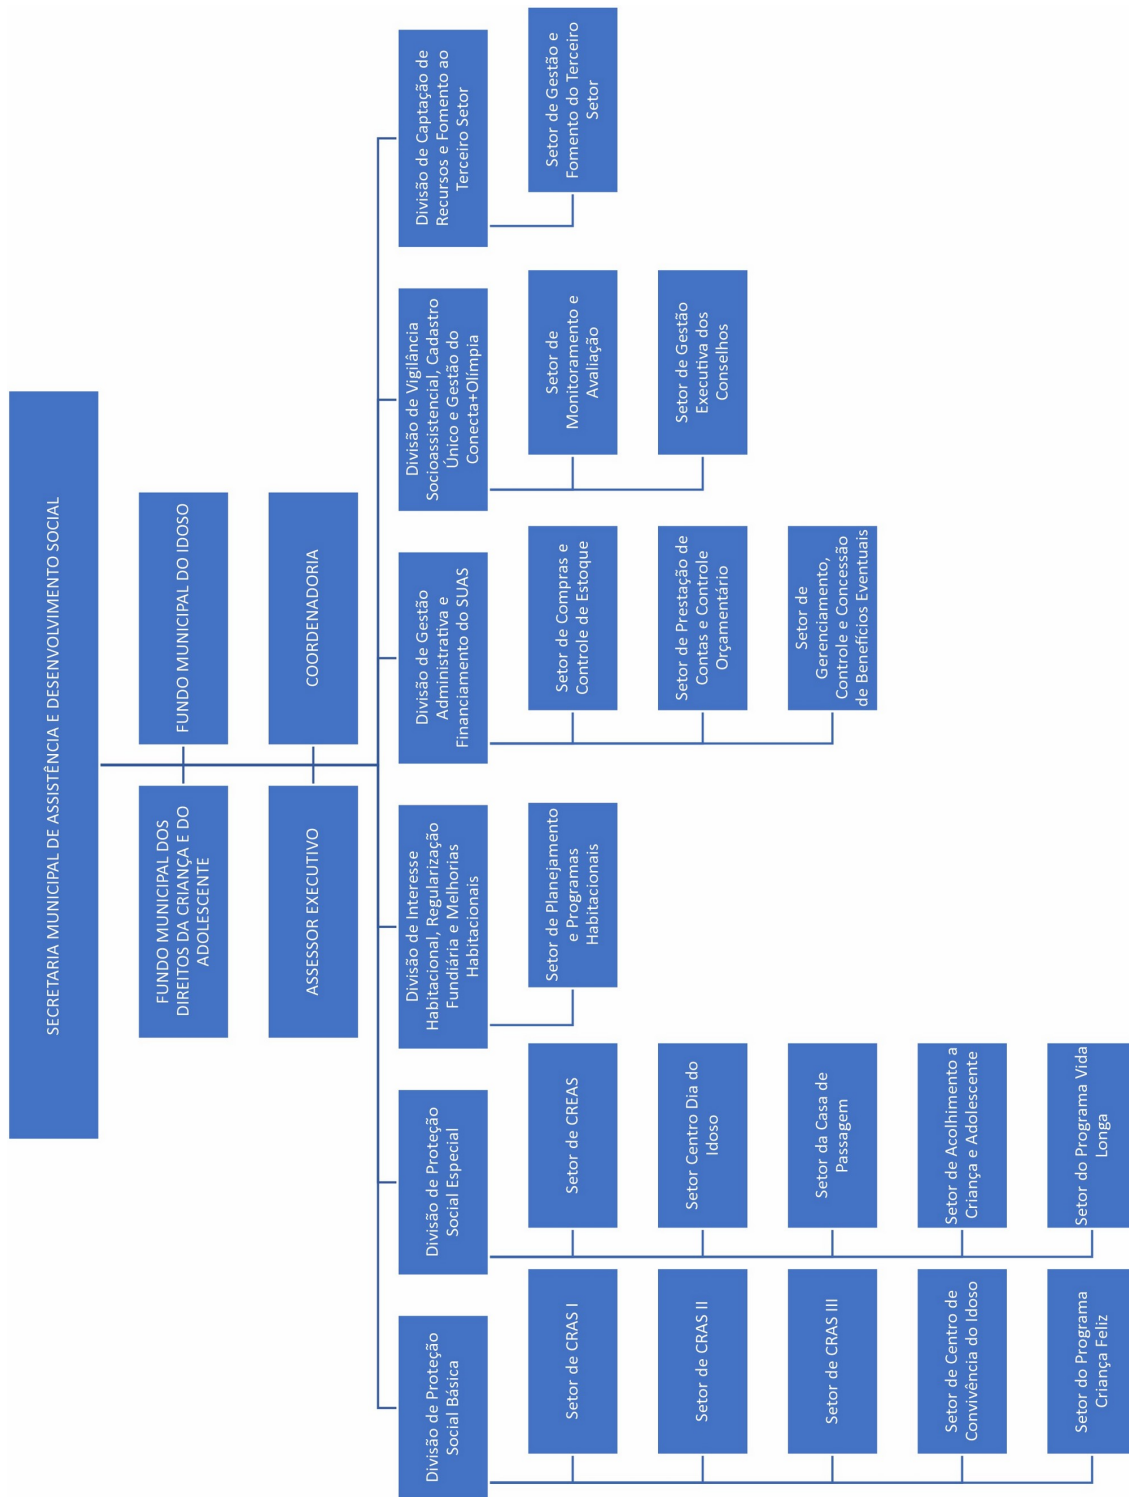 SECRETARIA MUNICIPAL DE ASSISTÊNCIA E DESENVOLVIMENTO SOCIAL
FUNDO MUNICIPAL DOS
DIREITOS DA CRIANÇA E DO
ADOLESCENTE
FUNDO MUNICIPAL DO IDOSO
ASSESSOR EXECUTIVO
COORDENADORIA
Divisão de Proteção
Social Básica
Setor de CRAS I
Setor de CRAS II
Setor de CRAS III
Setor de Centro de
Convivência do Idoso
Setor do Programa
Criança Feliz
Divisão de Proteção
Social Especial
Setor de CREAS
Setor Centro Dia do
Idoso
Setor da Casa de
Passagem
Setor de Acolhimento a
Criança e Adolescente
Setor do Programa Vida
Longa
Divisão de Interesse
Habitacional, Regularização
Fundiária e Melhorias
Habitacionais
Setor de Planejamento
e Programas
Habitacionais
Divisão de Gestão
Administrativa e
Financiamento do SUAS
Setor de Compras e
Controle de Estoque
Setor de Prestação de
Contas e Controle
Orçamentário
Setor de
Gerenciamento,
Controle e Concessão
de Benefícios Eventuais
Divisão de Vigilância
Socioassistencial, Cadastro
Único e Gestão do
Conecta+Olímpia
Setor de
Monitoramento e
Avaliação
Setor de Gestão
Executiva dos
Conselhos
Divisão de Captação de
Recursos e Fomento ao
Terceiro Setor
Setor de Gestão e
Fomento do Terceiro
Setor